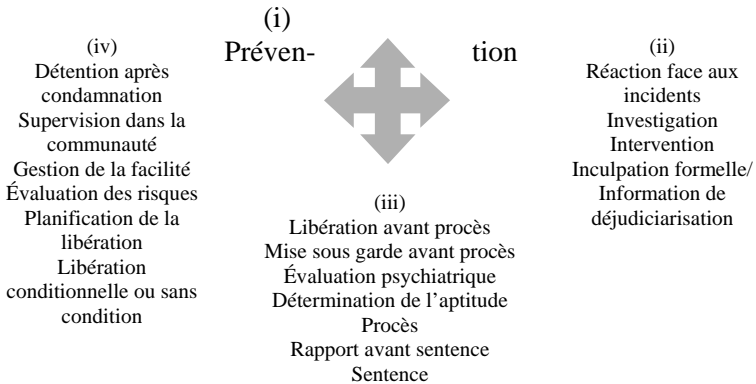 (i)
Préven- tion
(iv)
Détention après
condamnation
Supervision dans la
communauté
Gestion de la facilité
Évaluation des risques
Planification de la
libération
Libération
conditionnelle ou sans
condition
(ii)
Réaction face aux
incidents
Investigation
Intervention
Inculpation formelle/
Information de
déjudiciarisation
(iii)
Libération avant procès
Mise sous garde avant procès
Évaluation psychiatrique
Détermination de l’aptitude
Procès
Rapport avant sentence
Sentence